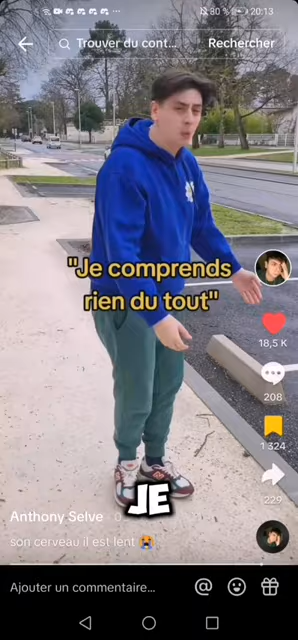 80 % 20:13
Trouver du cont... Rechercher
"Je comprends
rien du tout"
18,5 K
208
1 324
229
JE
Anthony Selve
son cerveau il est lent 😭
Ajouter un commentaire...